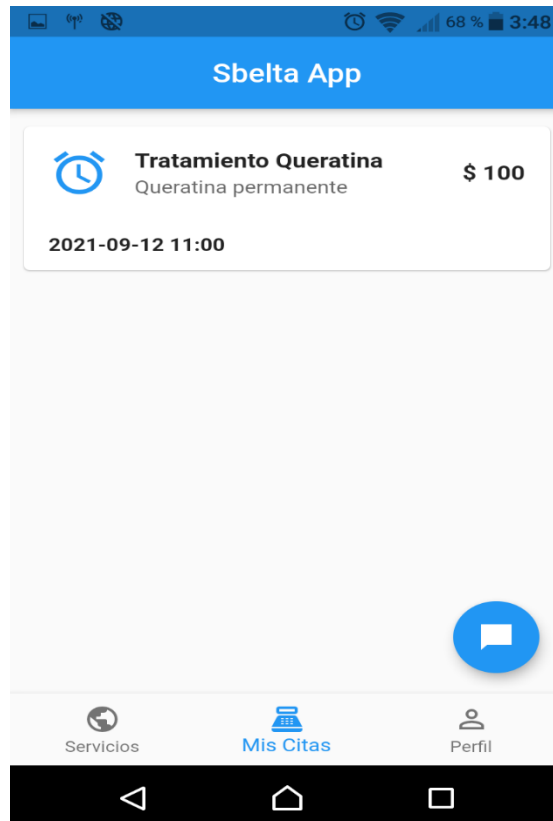 68 % 3:48
Sbelta App
Tratamiento Queratina
$ 100
Queratina permanente
2021-09-12 11:00
Servicios
Mis Citas
Perfil